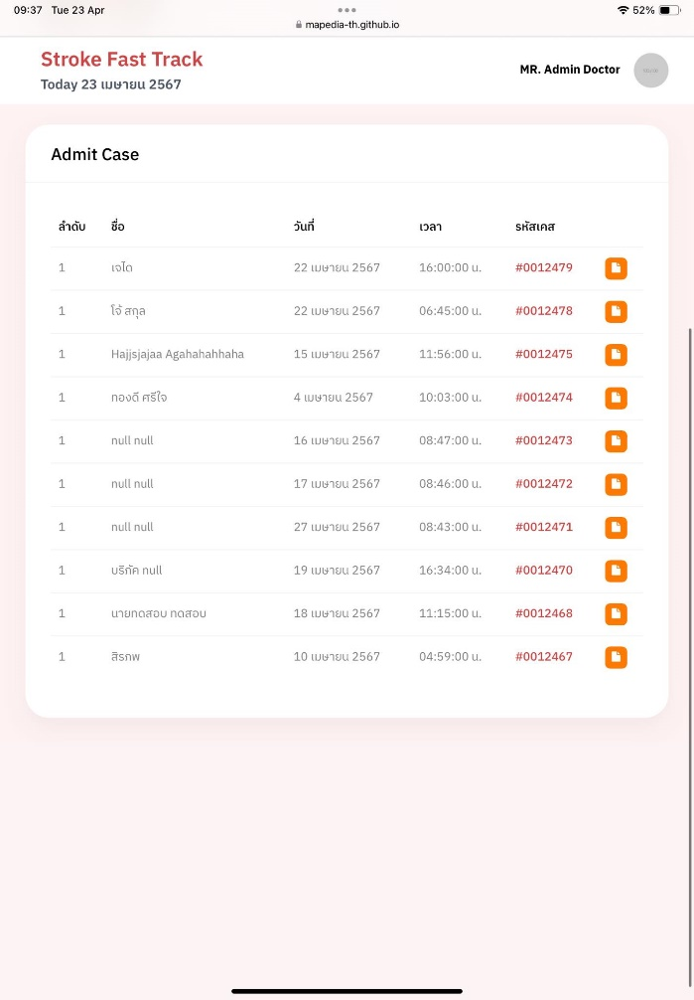 09:37 Tue 23 Apr
52%
mapedia-th.github.io
Stroke Fast Track
Today 23 เมษายน 2567
MR. Admin Doctor
Admit Case
ลำดับ ชื่อ วันที่ เวลา รหัสเคส
1 เจได 22 เมษายน 2567 16:00:00 น. #0012479
1 โจ้ สกุล 22 เมษายน 2567 06:45:00 น. #0012478
1 Hajjsjajaa Agahahahhaha 15 เมษายน 2567 11:56:00 น. #0012475
1 ทองดี ศรีใจ 4 เมษายน 2567 10:03:00 น. #0012474
1 null null 16 เมษายน 2567 08:47:00 น. #0012473
1 null null 17 เมษายน 2567 08:46:00 น. #0012472
1 null null 27 เมษายน 2567 08:43:00 น. #0012471
1 บริภัค null 19 เมษายน 2567 16:34:00 น. #0012470
1 นายทดสอบ ทดสอบ 18 เมษายน 2567 11:15:00 น. #0012468
1 สิรภพ 10 เมษายน 2567 04:59:00 น. #0012467